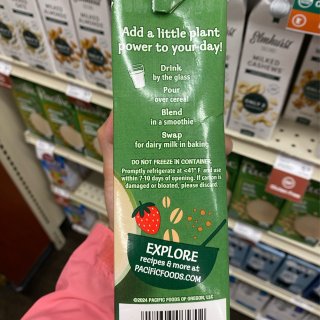 Add a little plant
power to your day!
Drink
by the glass
Pour
over cereal
Blend
in a smoothie
Swap
for dairy milk in baking
DO NOT FREEZE IN CONTAINER.
Promptly refrigerate at <41° F and use
within 7-10 days of opening. If carton is
damaged or bloated, please discard.
EXPLORE
recipes & more at
PACIFICFOODS.COM
©2024 PACIFIC FOODS OF OREGON, LLC
Elmhurst
MILKED
CASHEWS
MILKED
ALMONDS